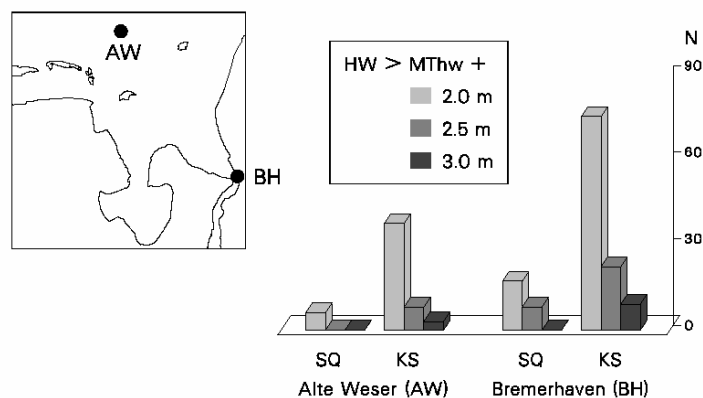 AW
BH
HW > MThw +
2.0 m
2.5 m
3.0 m
N
90
60
30
0
SQ KS SQ KS
Alte Weser (AW) Bremerhaven (BH)